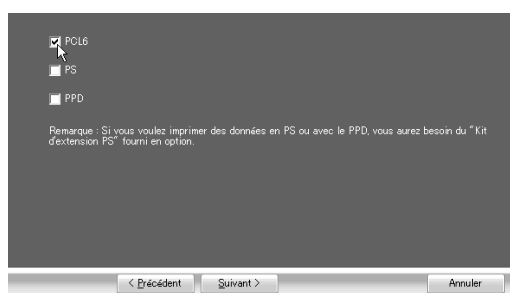 PCL6
PS
PPD
Remarque : Si vous voulez imprimer des données en PS ou avec le PPD, vous aurez besoin du "Kit
d'extension PS" fourni en option.
< Précédent
Suivant >
Annuler